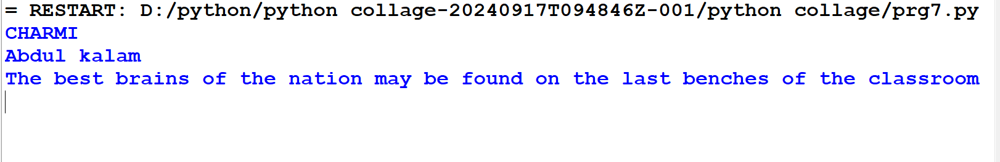 = RESTART: D:/python/python collage-20240917T094846Z-001/python collage/prg7.py
CHARMI
Abdul kalam
The best brains of the nation may be found on the last benches of the classroom